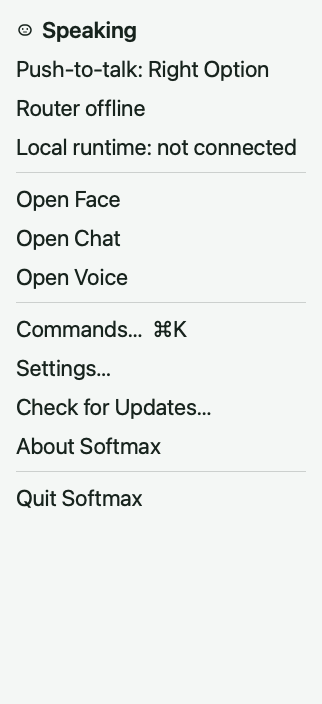 Speaking
Push-to-talk: Right Option
Router offline
Local runtime: not connected
Open Face
Open Chat
Open Voice
Commands... ⌘K
Settings...
Check for Updates...
About Softmax
Quit Softmax